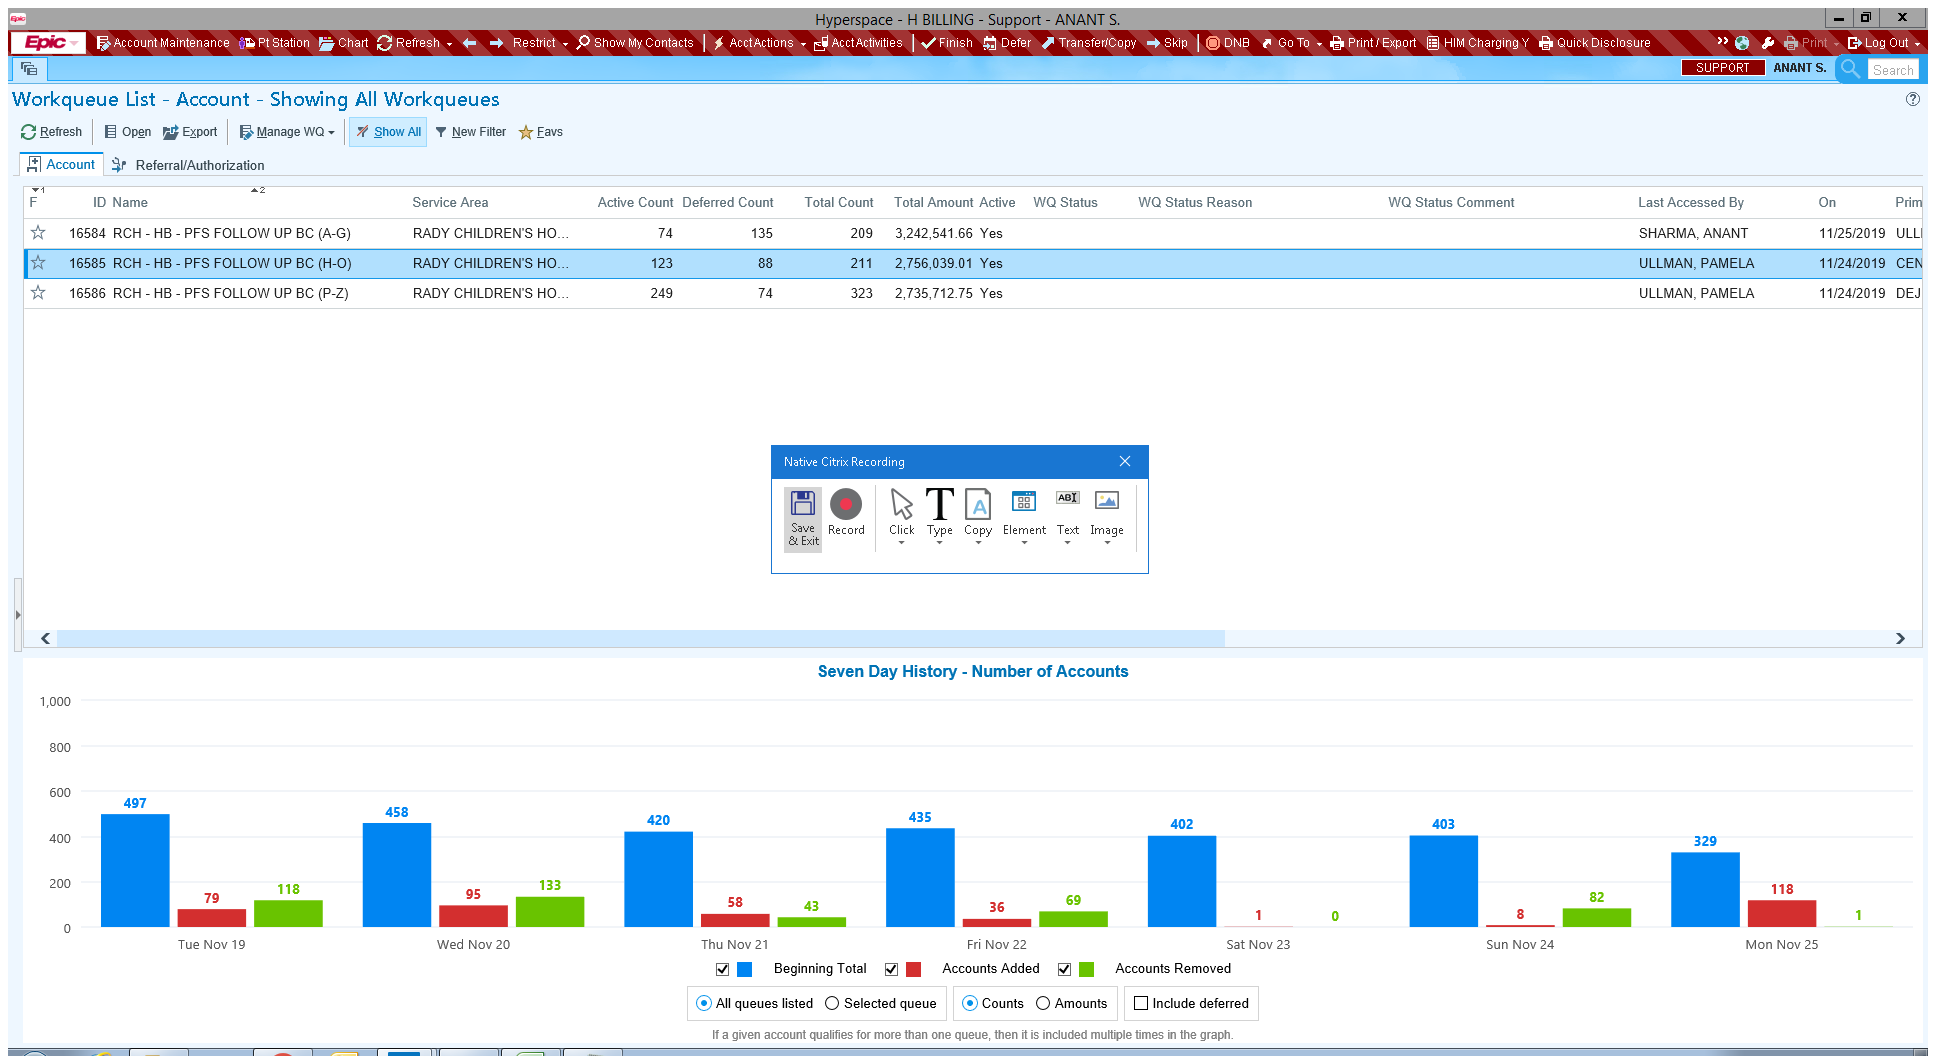 Epic Hyperspace - H BILLING - Support - ANANT S.
Epic Account Maintenance Pt Station Chart Refresh Restrict Show My Contacts AcctActions AcctActivities Finish Defer Transfer/Copy Skip DNB Go To Print / Export HIM Charging Y Quick Disclosure Print Log Out
SUPPORT ANANT S. Search
Workqueue List - Account - Showing All Workqueues
Refresh Open Export Manage WQ Show All New Filter Favs
Account Referral/Authorization
1 2
F ID Name Service Area Active Count Deferred Count Total Count Total Amount Active WQ Status WQ Status Reason WQ Status Comment Last Accessed By On Prim
16584 RCH - HB - PFS FOLLOW UP BC (A-G) RADY CHILDREN'S HO... 74 135 209 3,242,541.66 Yes SHARMA, ANANT 11/25/2019 ULL
16585 RCH - HB - PFS FOLLOW UP BC (H-O) RADY CHILDREN'S HO... 123 88 211 2,756,039.01 Yes ULLMAN, PAMELA 11/24/2019 CEN
16586 RCH - HB - PFS FOLLOW UP BC (P-Z) RADY CHILDREN'S HO... 249 74 323 2,735,712.75 Yes ULLMAN, PAMELA 11/24/2019 DEJ
Native Citrix Recording
Save & Exit Record Click Type Copy Element Text Image
Seven Day History - Number of Accounts
1,000
800
600
400
200
0
497 79 118
458 95 133
420 58 43
435 36 69
402 1 0
403 8 82
329 118 1
Tue Nov 19 Wed Nov 20 Thu Nov 21 Fri Nov 22 Sat Nov 23 Sun Nov 24 Mon Nov 25
Beginning Total Accounts Added Accounts Removed
All queues listed Selected queue Counts Amounts Include deferred
If a given account qualifies for more than one queue, then it is included multiple times in the graph.